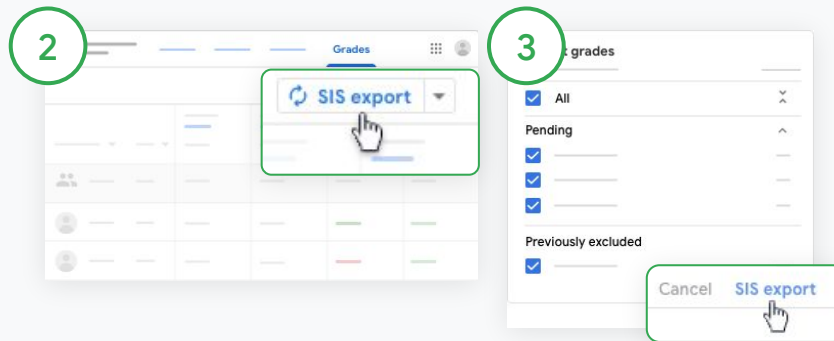 2
Grades
SIS export
3
grades
All
Pending
Previously excluded
Cancel SIS export